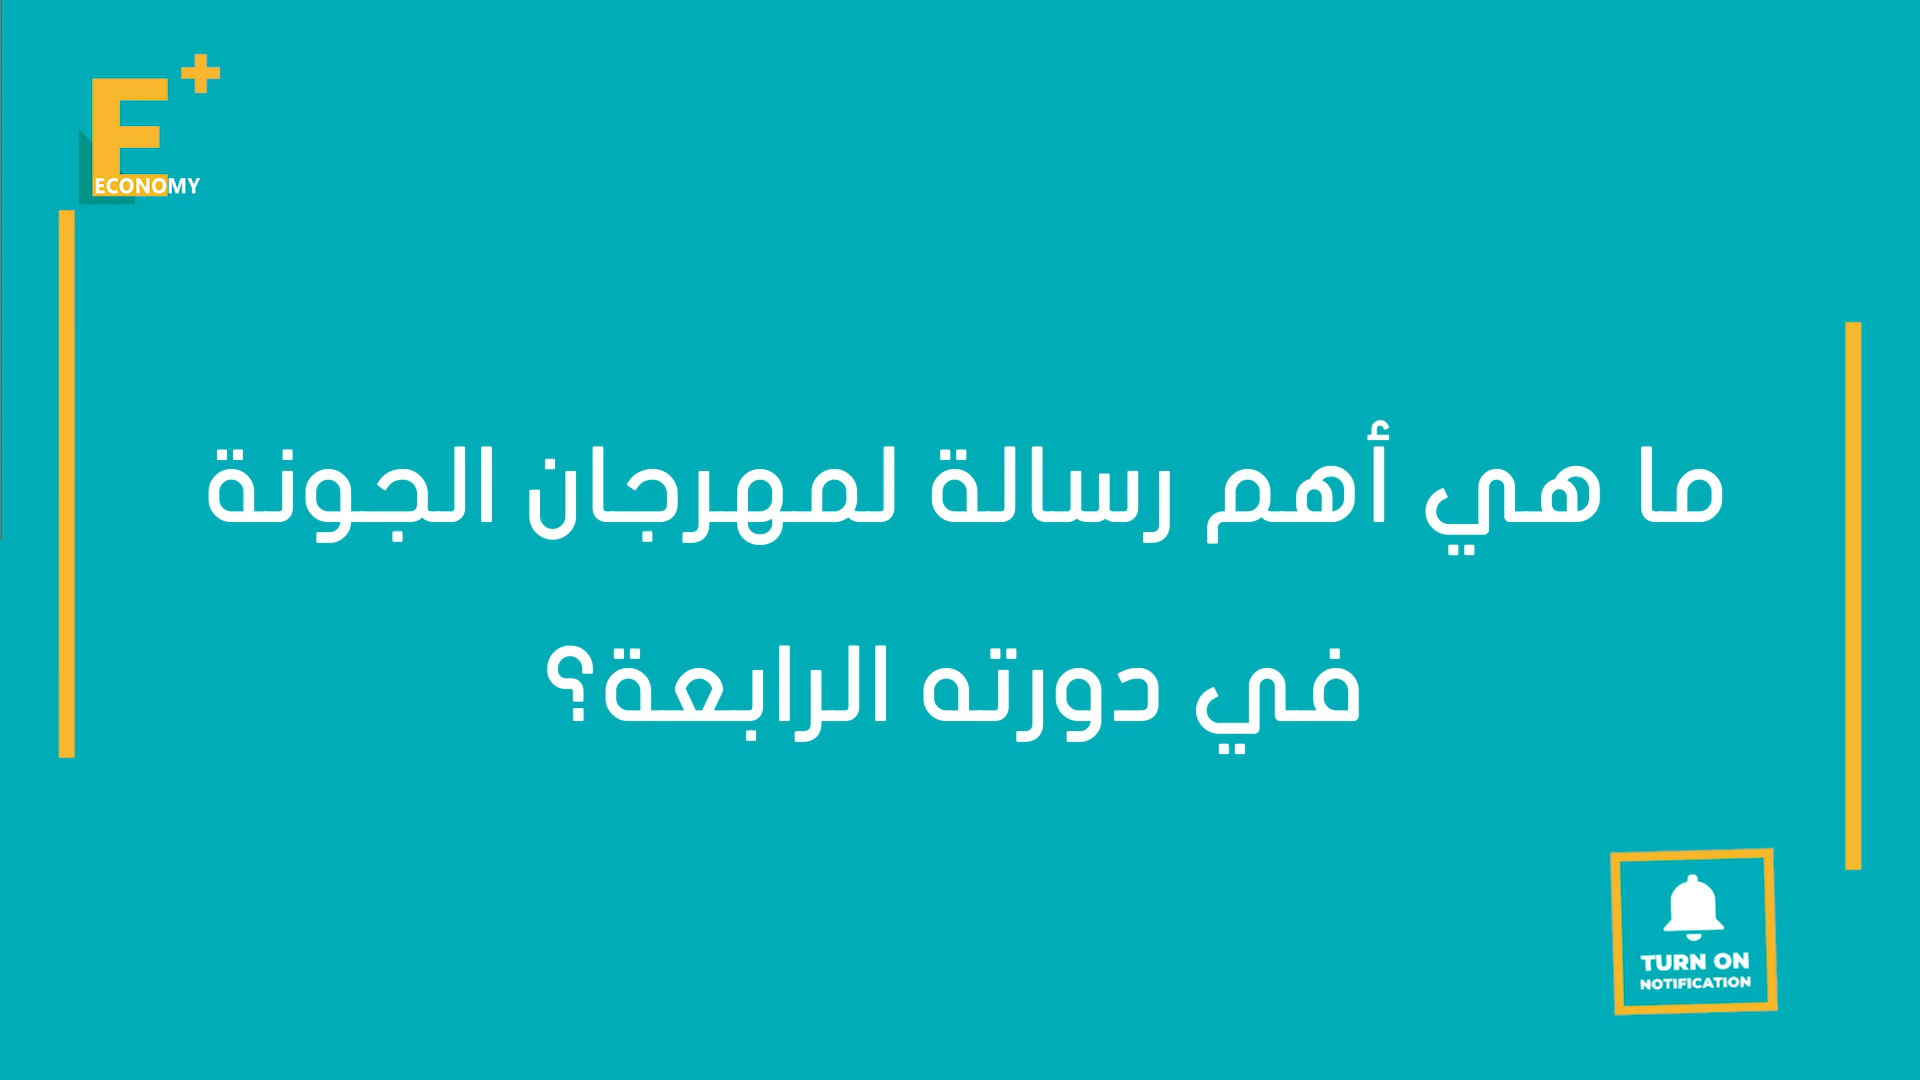 E+
ECONOMY
ما هي أهم رسالة لمهرجان الجونة
في دورته الرابعة؟
TURN ON
NOTIFICATION